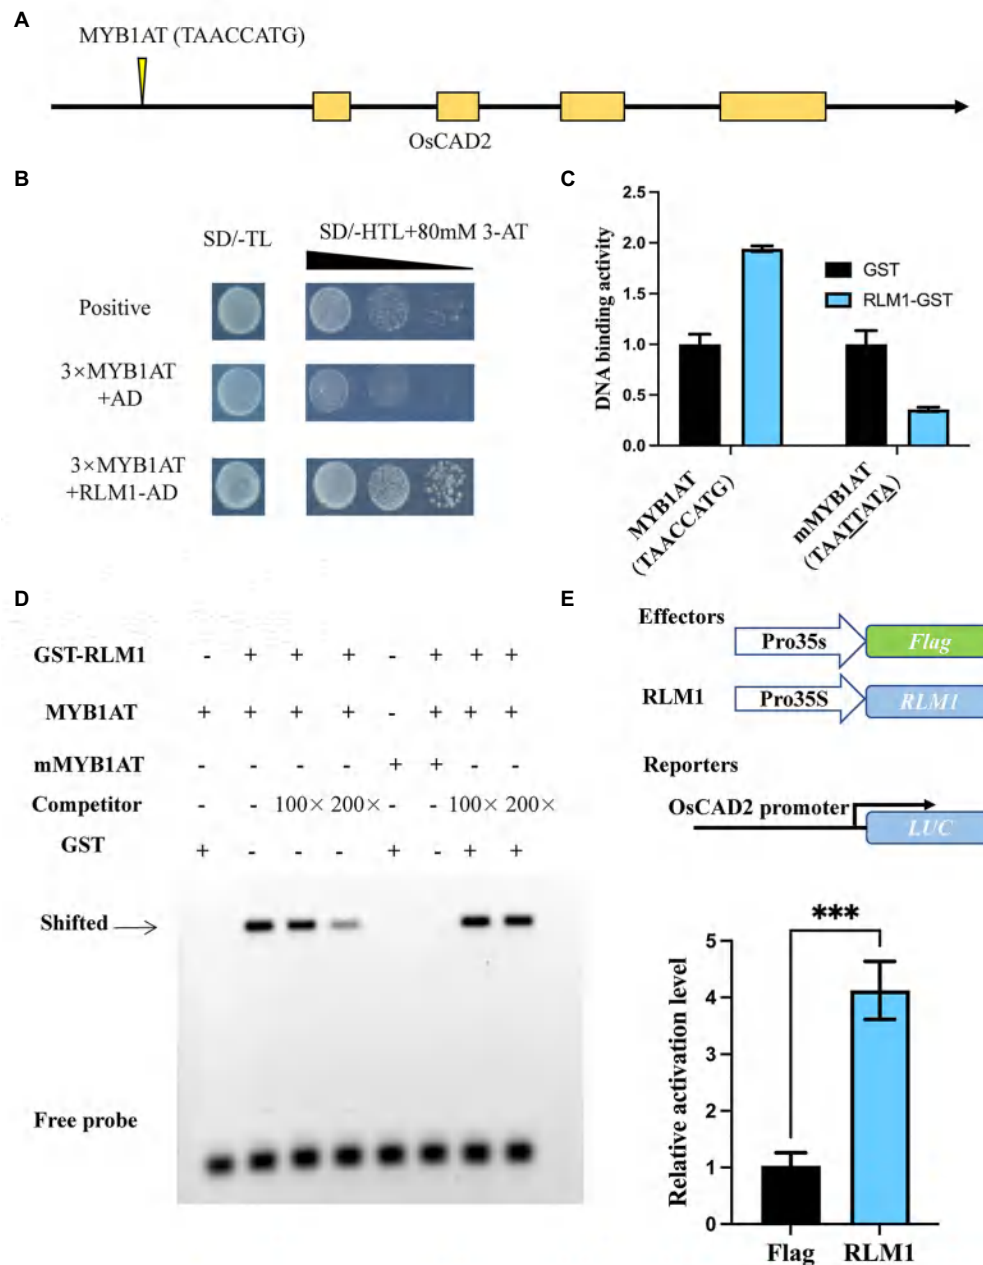 A
MYB1AT (TAACCATG)
OsCAD2
B
SD/-TL
SD/-HTL+80mM 3-AT
Positive
3×MYB1AT
+AD
3×MYB1AT
+RLM1-AD
C
DNA binding activity
2.5
2.0
1.5
1.0
0.5
0.0
GST
RLM1-GST
MYB1AT
(TAACCATG)
mMYB1AT
(TAATTATA)
D
GST-RLM1 - + + + - + + +
MYB1AT + + + + - + + +
mMYB1AT - - - - + + - -
Competitor - - 100× 200× - - 100× 200×
GST + - - - + - + +
Shifted
Free probe
E
Effectors
Pro35s Flag
RLM1 Pro35S RLM1
Reporters
OsCAD2 promoter
LUC
Relative activation level
5
4
3
2
1
0
***
Flag RLM1